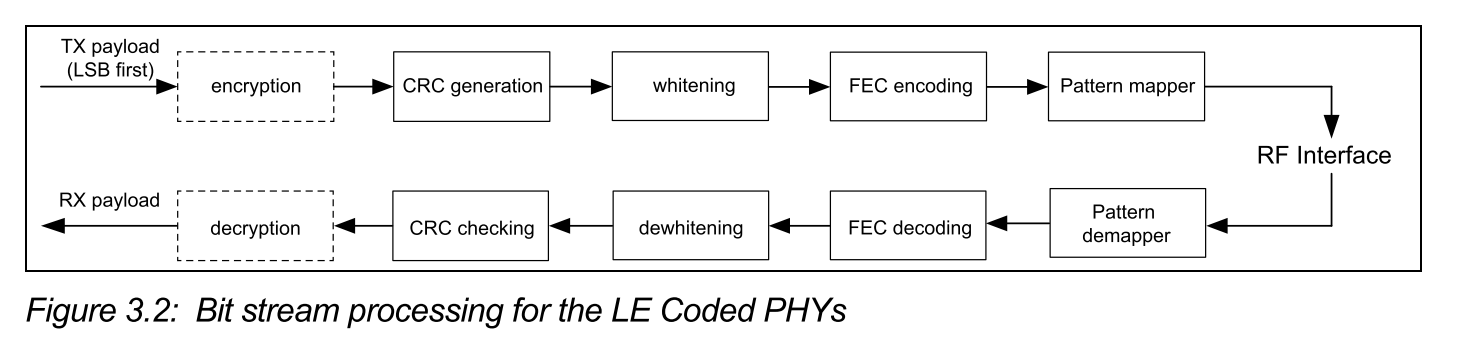 TX payload
(LSB first)
encryption
CRC generation
whitening
FEC encoding
Pattern mapper
RF Interface
RX payload
decryption
CRC checking
dewhitening
FEC decoding
Pattern
demapper
Figure 3.2: Bit stream processing for the LE Coded PHYs